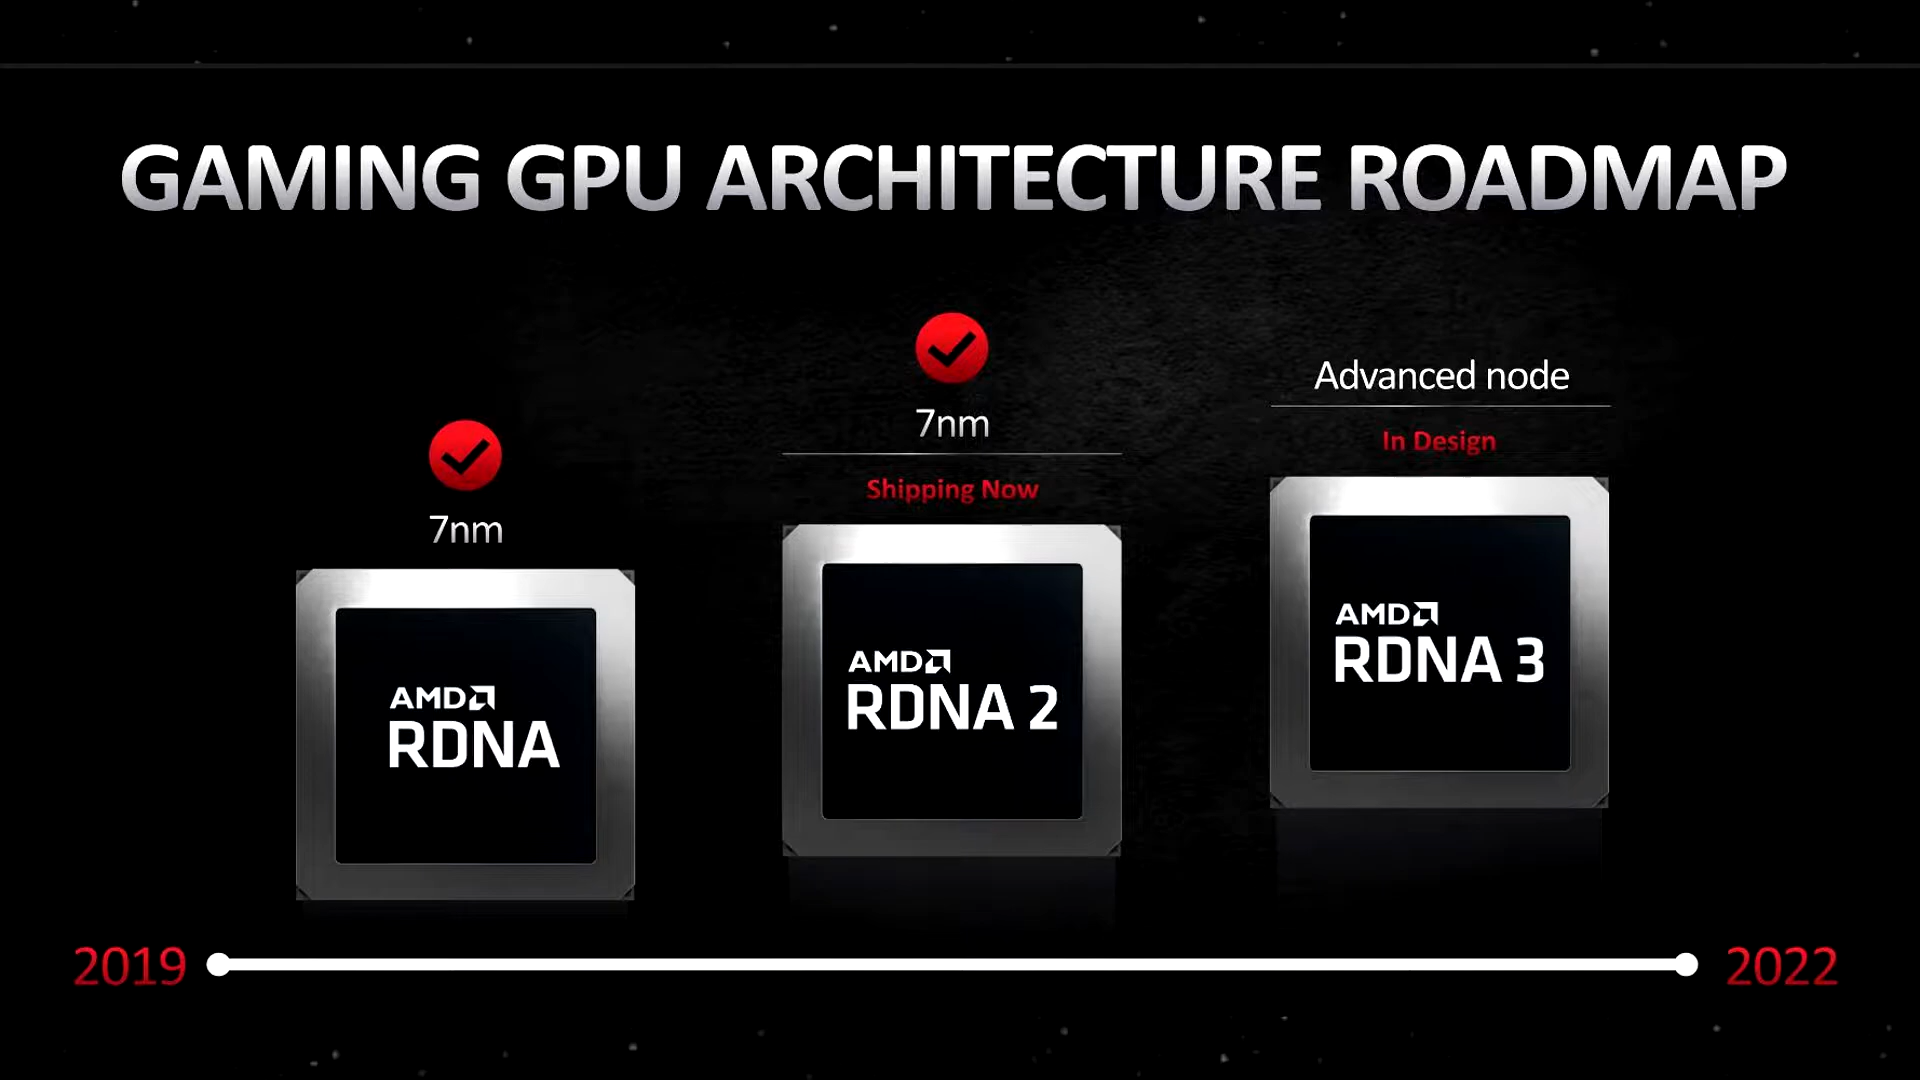 GAMING GPU ARCHITECTURE ROADMAP
7nm
AMD
RDNA
7nm
Shipping Now
AMD
RDNA 2
Advanced node
In Design
AMD
RDNA 3
2019
2022